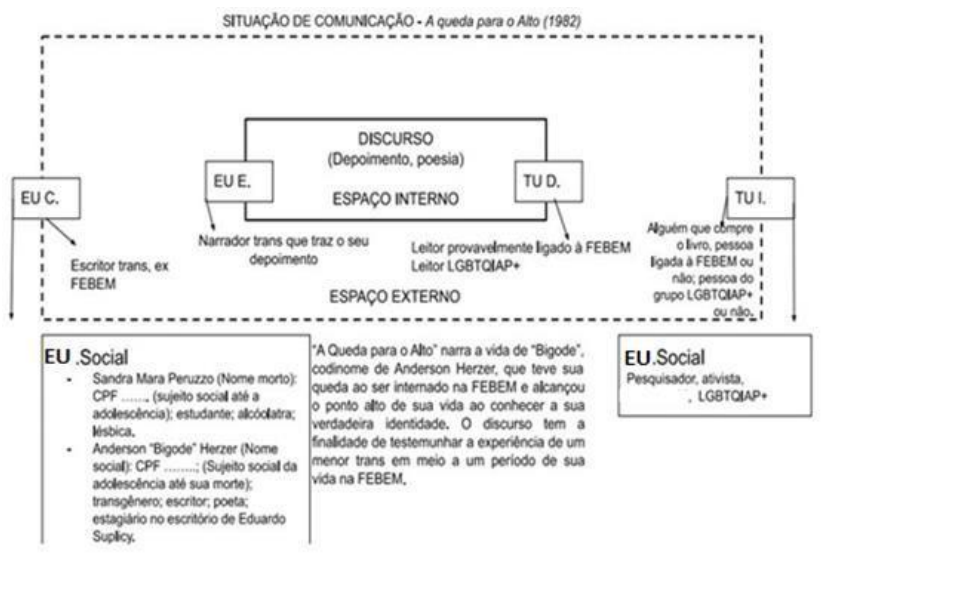 SITUAÇÃO DE COMUNICAÇÃO - A queda para o Alto (1982)
DISCURSO
(Depoimento, poesia)
ESPAÇO INTERNO
EU C.
EU E.
TU D.
TU I.
Escritor trans, ex
FEBEM
Narrador trans que traz o seu
depoimento
Leitor provavelmente ligado à FEBEM
Leitor LGBTQIAP+
Alguém que compre
o livro, pessoa
ligada à FEBEM ou
não; pessoa do
grupo LGBTQIAP+
ou não.
ESPAÇO EXTERNO
EU .Social
- Sandra Mara Peruzzo (Nome morto):
CPF ......, (sujeito social até a
adolescência); estudante; alcóolatra;
lésbica.
- Anderson "Bigode" Herzer (Nome
social): CPF ........; (Sujeito social da
adolescência até sua morte);
transgênero; escritor; poeta;
estagiário no escritório de Eduardo
Suplicy.
"A Queda para o Alto" narra a vida de "Bigode",
codinome de Anderson Herzer, que teve sua
queda ao ser internado na FEBEM e alcançou
o ponto alto de sua vida ao conhecer a sua
verdadeira identidade. O discurso tem a
finalidade de testemunhar a experiência de um
menor trans em meio a um período de sua
vida na FEBEM.
EU.Social
Pesquisador, ativista,
. LGBTQIAP+